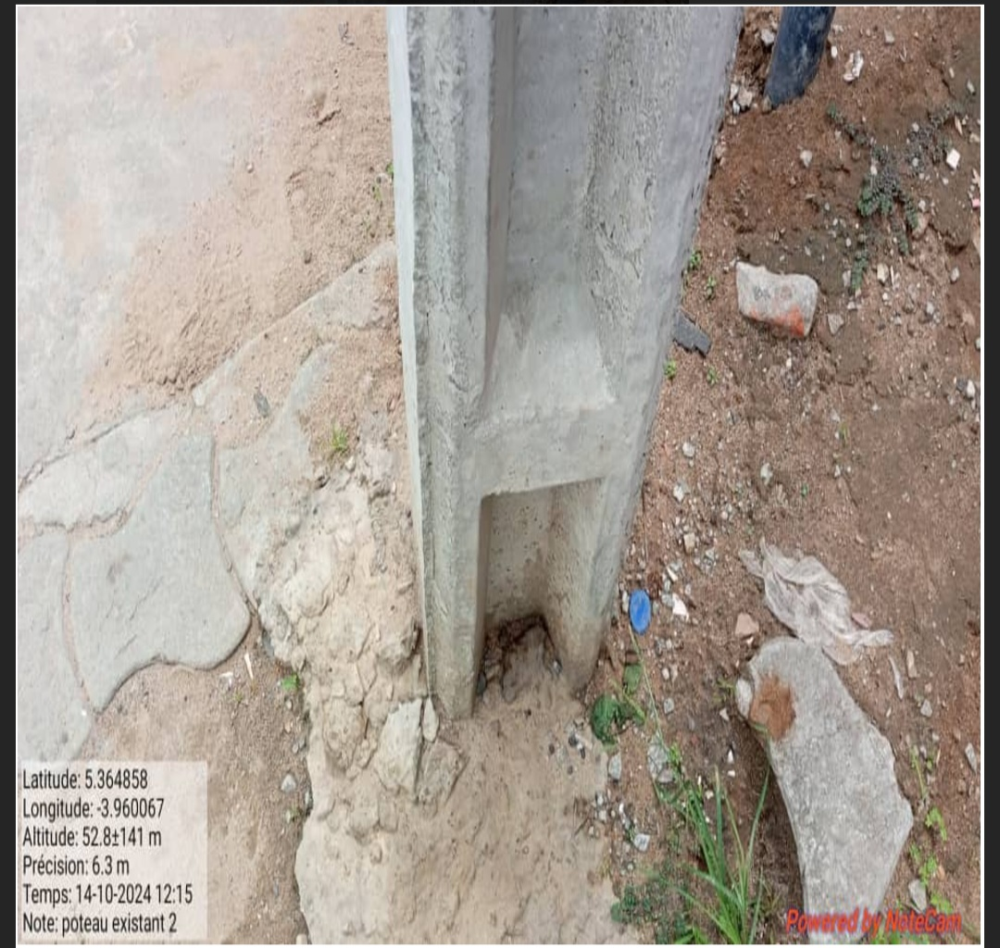 Latitude: 5.364858
Longitude: -3.960067
Altitude: 52.8±141 m
Précision: 6.3 m
Temps: 14-10-2024 12:15
Note: poteau existant 2
Powered by NoteCam